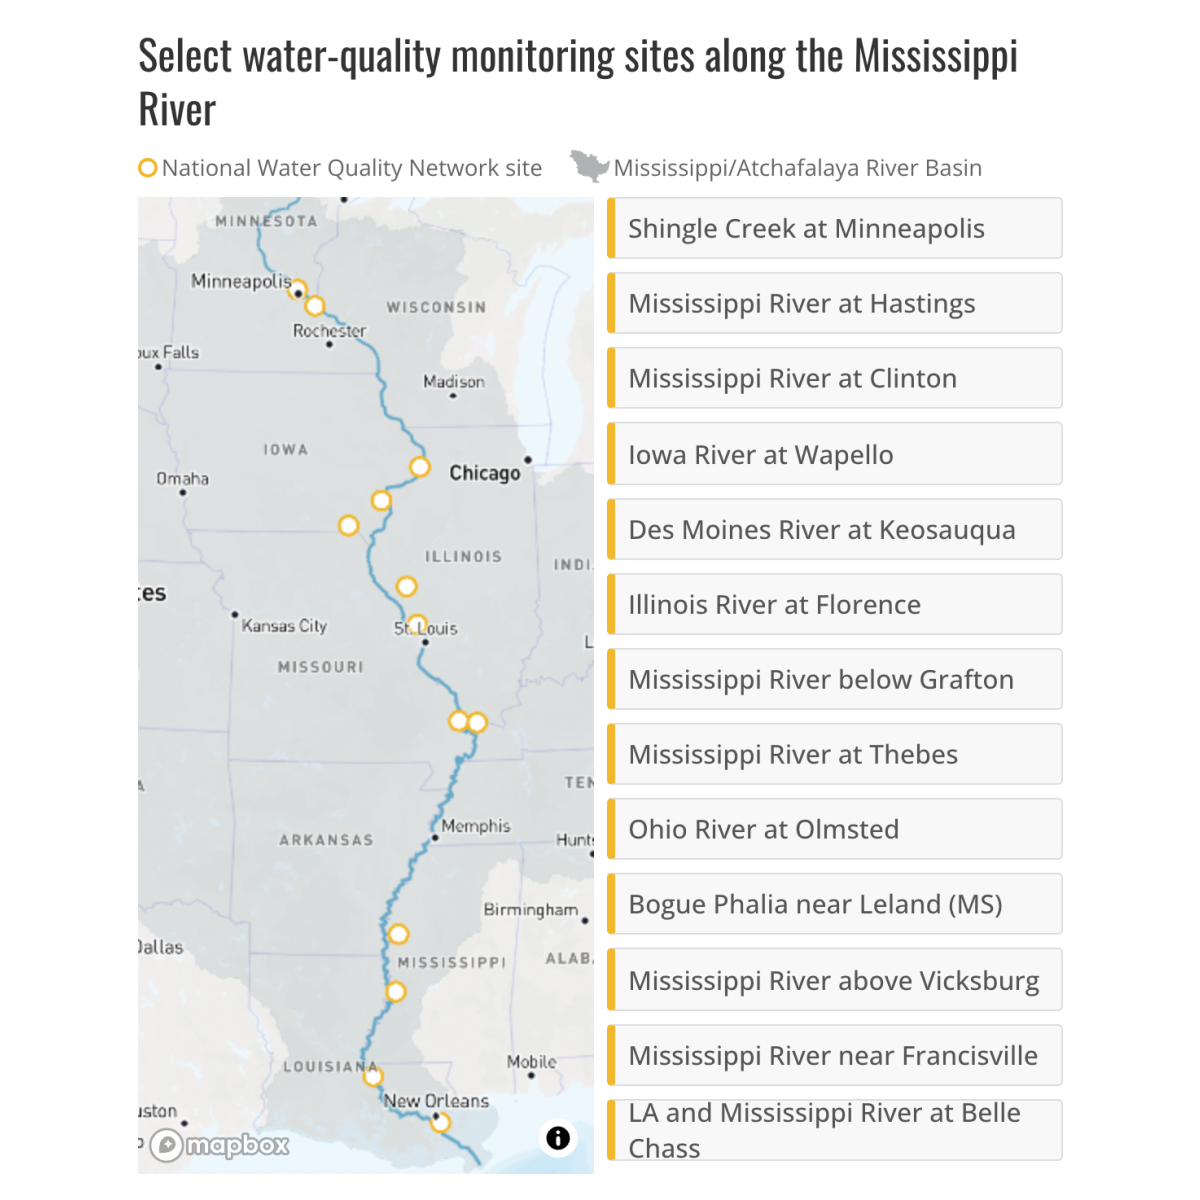 Select water-quality monitoring sites along the Mississippi
River
National Water Quality Network site
Mississippi/Atchafalaya River Basin
MINNESOTA
Minneapolis
WISCONSIN
Rochester
oux Falls
Madison
IOWA
Chicago
Omaha
ILLINOIS
INDI
tes
Kansas City
St. Louis
L
MISSOURI
TEN
A
Memphis
ARKANSAS
Hunts
Birmingham
Dallas
MISSISSIPPI
ALAB.
LOUISIANA
Mobile
New Orleans
uston
mapbox
i
Shingle Creek at Minneapolis
Mississippi River at Hastings
Mississippi River at Clinton
Iowa River at Wapello
Des Moines River at Keosauqua
Illinois River at Florence
Mississippi River below Grafton
Mississippi River at Thebes
Ohio River at Olmsted
Bogue Phalia near Leland (MS)
Mississippi River above Vicksburg
Mississippi River near Francisville
LA and Mississippi River at Belle
Chass